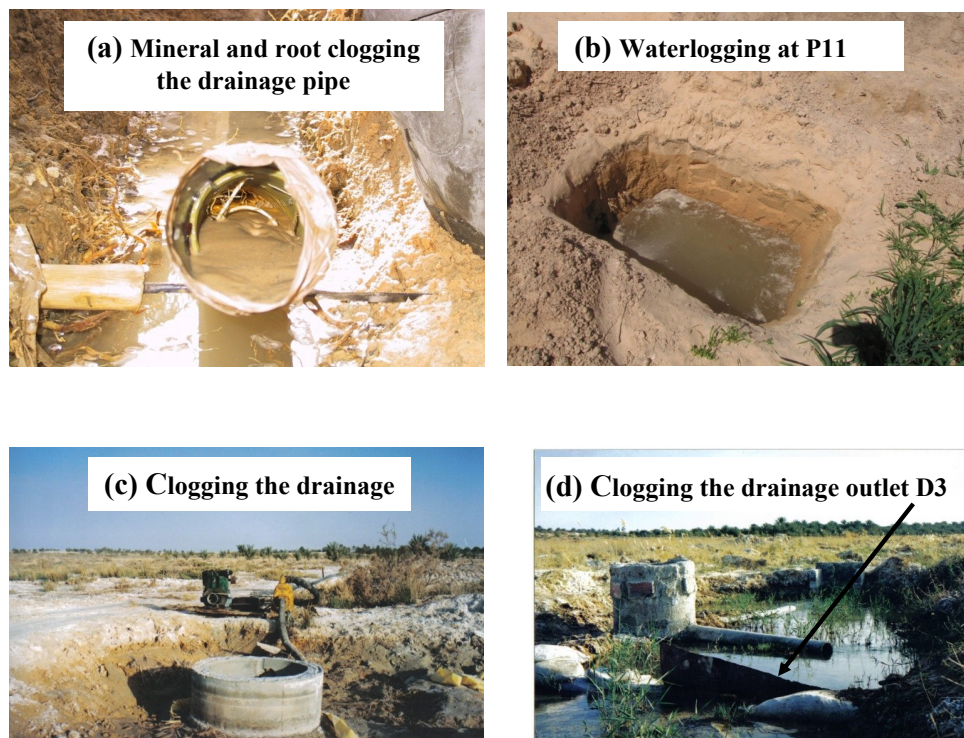 (a) Mineral and root clogging
the drainage pipe
(b) Waterlogging at P11
(c) Clogging the drainage
(d) Clogging the drainage outlet D3